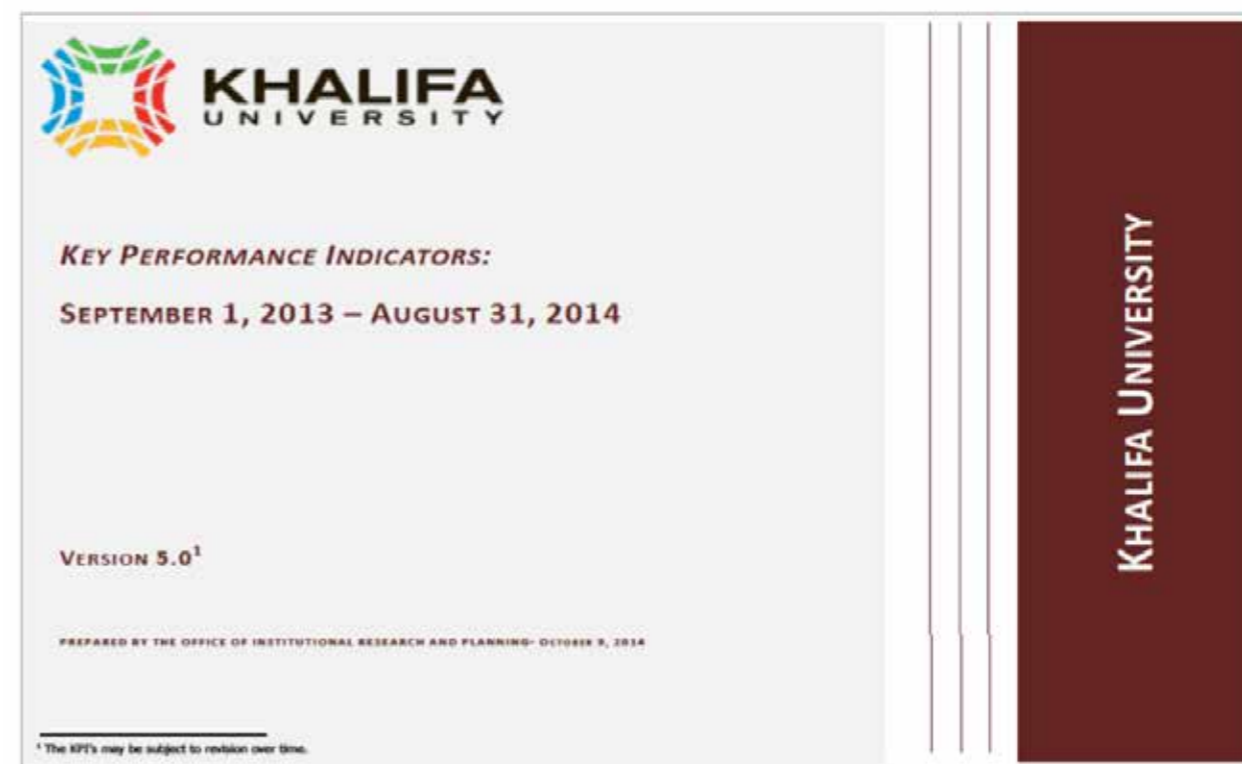 KHALIFA
UNIVERSITY
KEY PERFORMANCE INDICATORS:
SEPTEMBER 1, 2013 – AUGUST 31, 2014
VERSION 5.0¹
PREPARED BY THE OFFICE OF INSTITUTIONAL RESEARCH AND PLANNING- OCTOBER 9, 2014
¹ The KPI's may be subject to revision over time.
KHALIFA UNIVERSITY